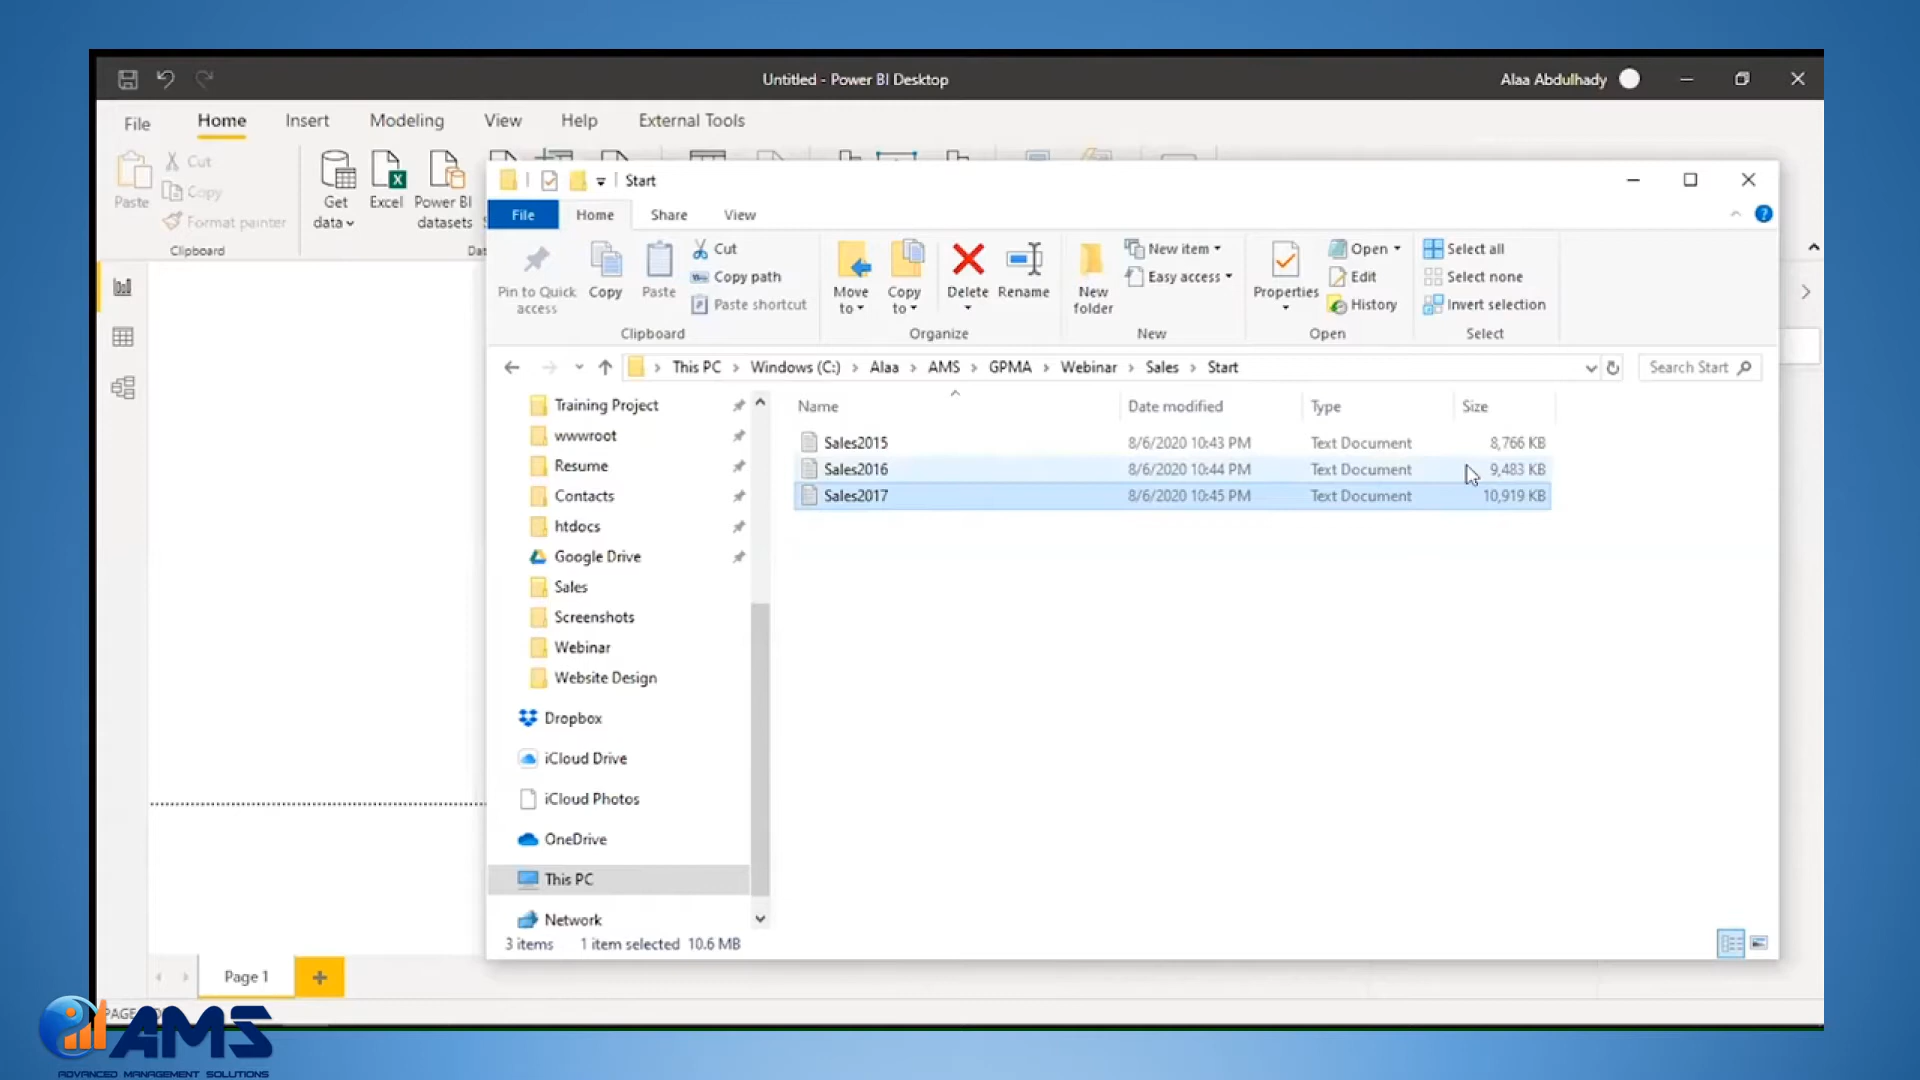 Untitled - Power BI Desktop
Alaa Abdulhady
File Home Insert Modeling View Help External Tools
Paste
Cut
Copy
Format painter
Clipboard
Get data
Excel
Power BI datasets
Start
File Home Share View
Pin to Quick access
Copy
Paste
Cut
Copy path
Paste shortcut
Clipboard
Move to
Copy to
Delete
Rename
Organize
New folder
New item
Easy access
New
Properties
Open
Edit
History
Open
Select all
Select none
Invert selection
Select
This PC > Windows (C:) > Alaa > AMS > GPMA > Webinar > Sales > Start
Search Start
Training Project
wwwroot
Resume
Contacts
htdocs
Google Drive
Sales
Screenshots
Webinar
Website Design
Dropbox
iCloud Drive
iCloud Photos
OneDrive
This PC
Network
Name Date modified Type Size
Sales2015 8/6/2020 10:43 PM Text Document 8,766 KB
Sales2016 8/6/2020 10:44 PM Text Document 9,483 KB
Sales2017 8/6/2020 10:45 PM Text Document 10,919 KB
3 items 1 item selected 10.6 MB
Page 1
AMS
ADVANCED MANAGEMENT SOLUTIONS